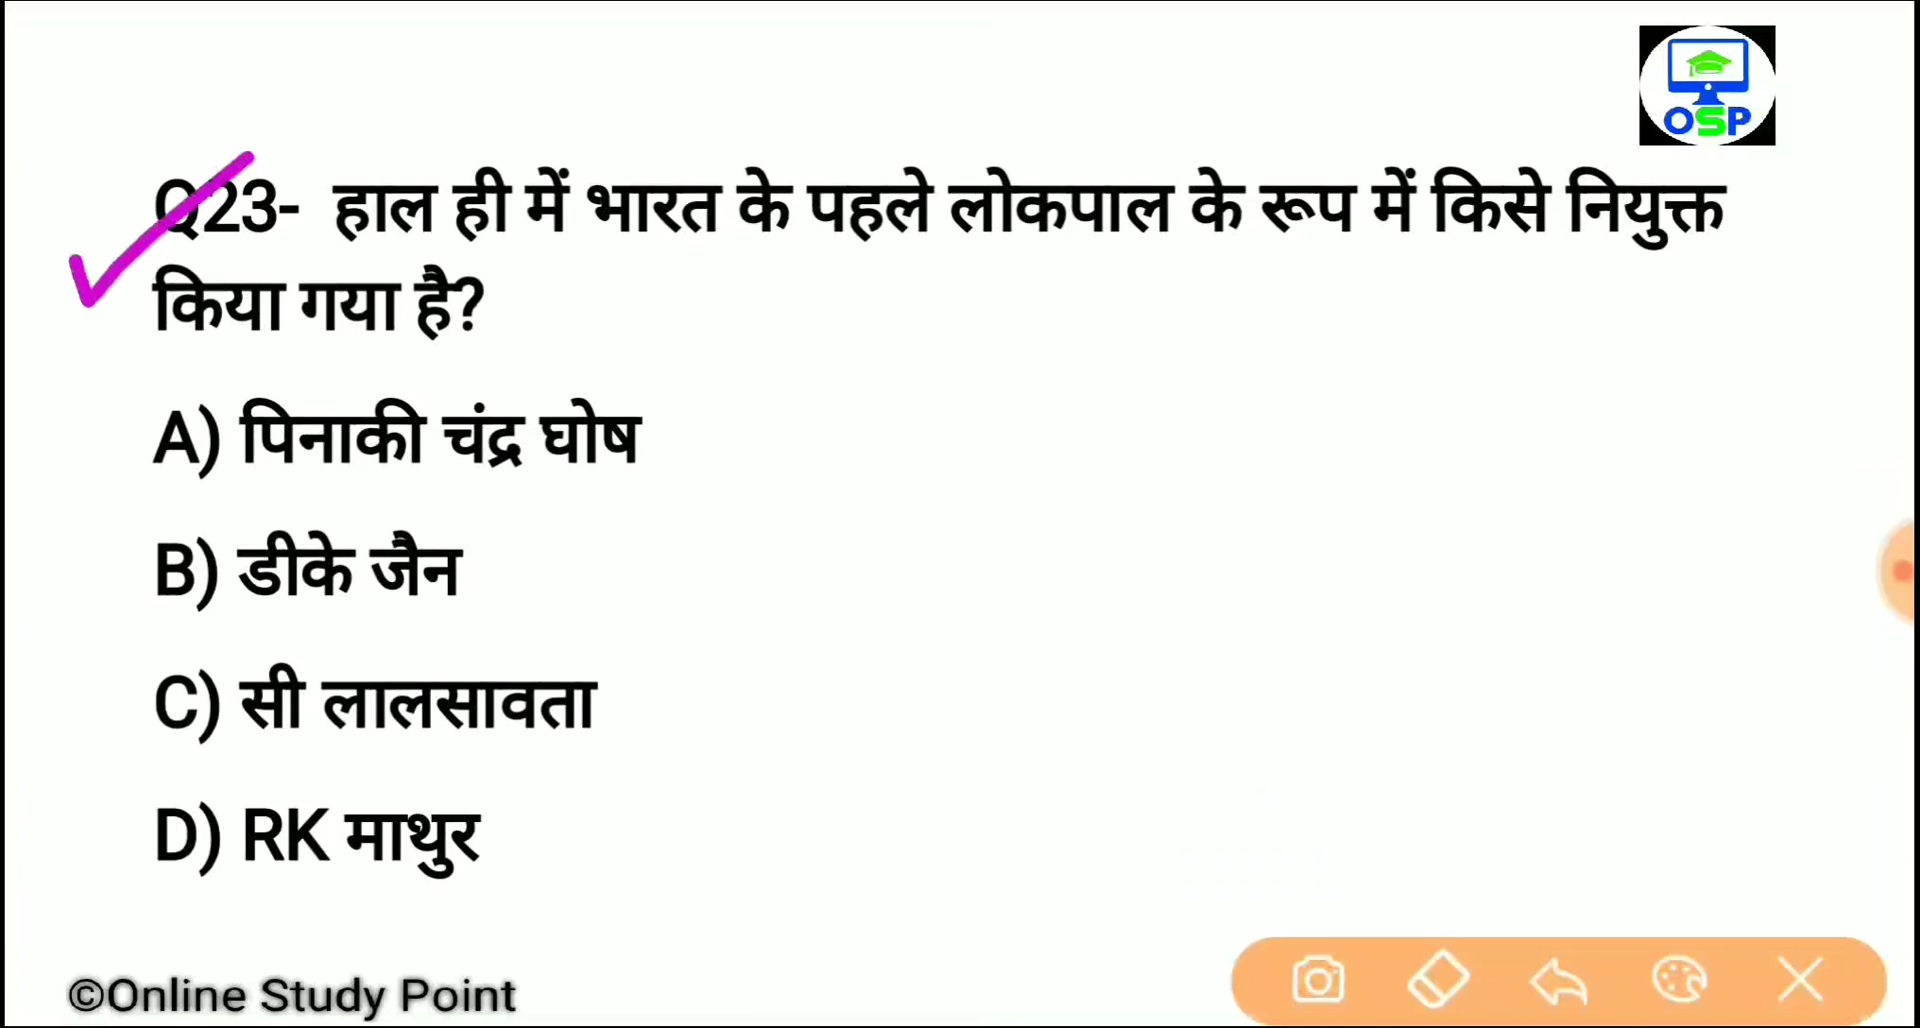 OSP
Q23- हाल ही में भारत के पहले लोकपाल के रूप में किसे नियुक्त
किया गया है?
A) पिनाकी चंद्र घोष
B) डीके जैन
C) सी लालसावता
D) RK माथुर
©Online Study Point